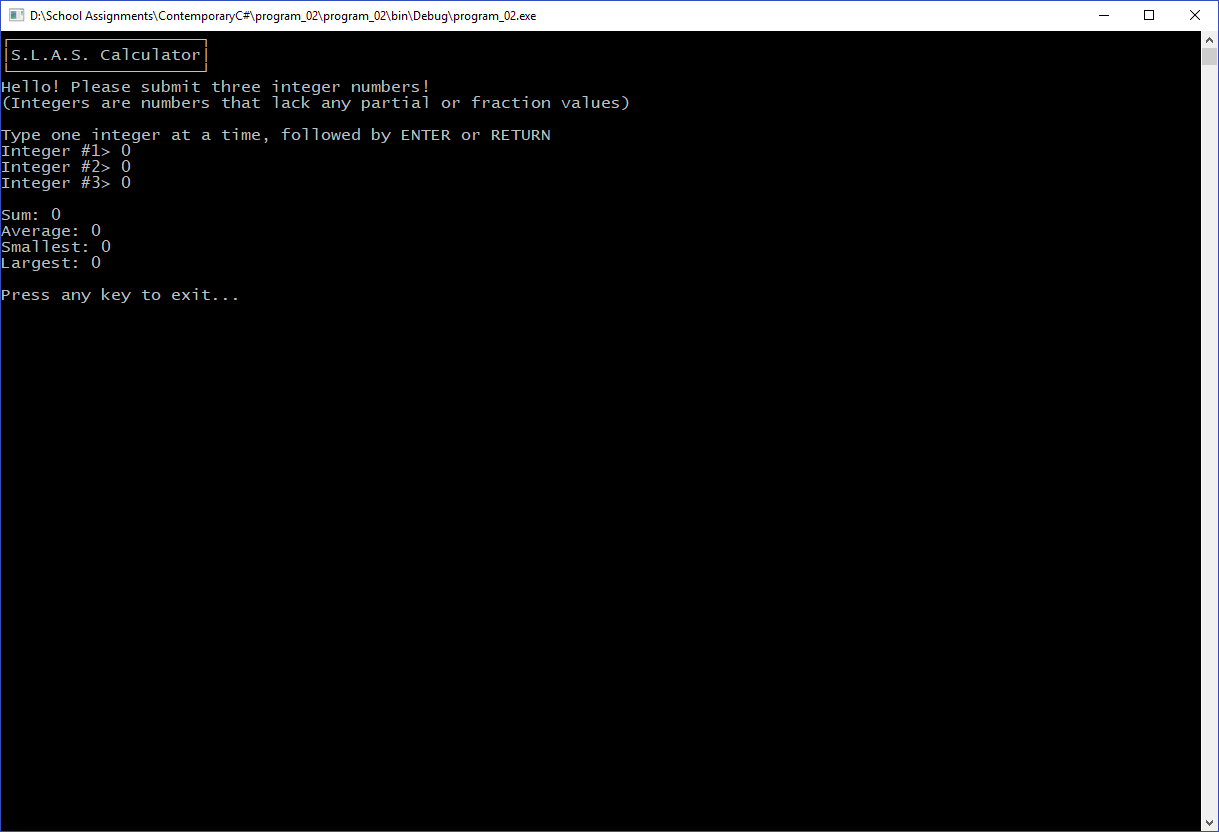 D:\School Assignments\ContemporaryC#\program_02\program_02\bin\Debug\program_02.exe
S.L.A.S. Calculator
Hello! Please submit three integer numbers!
(Integers are numbers that lack any partial or fraction values)
Type one integer at a time, followed by ENTER or RETURN
Integer #1> 0
Integer #2> 0
Integer #3> 0
Sum: 0
Average: 0
Smallest: 0
Largest: 0
Press any key to exit...